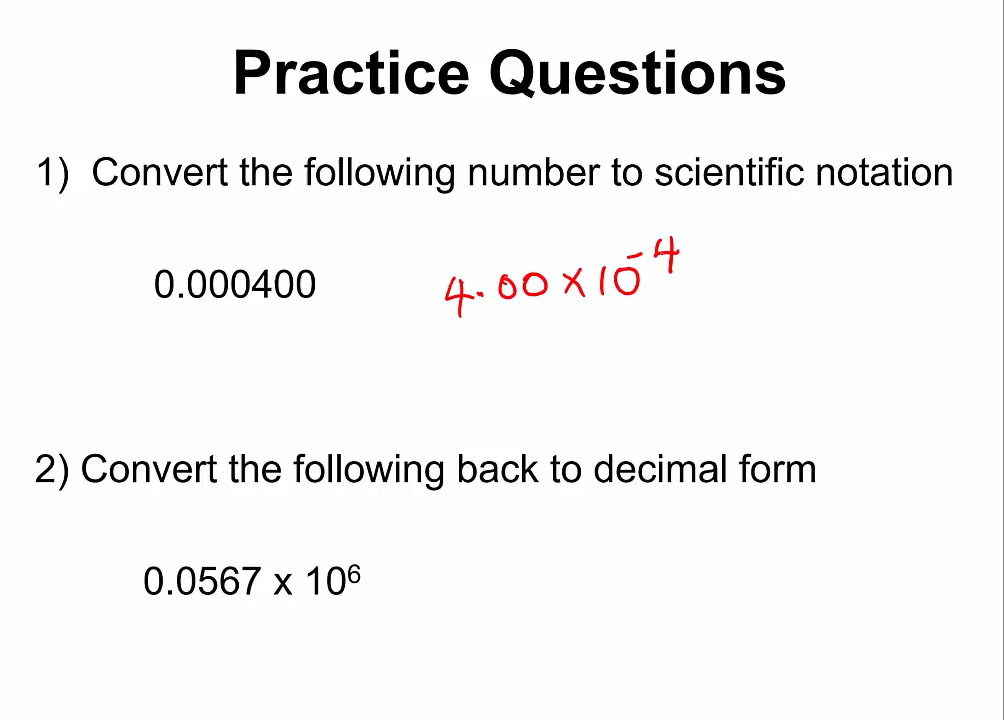 Practice Questions
1) Convert the following number to scientific notation
0.000400 4.00 × 10⁻⁴
2) Convert the following back to decimal form
0.0567 x 10⁶